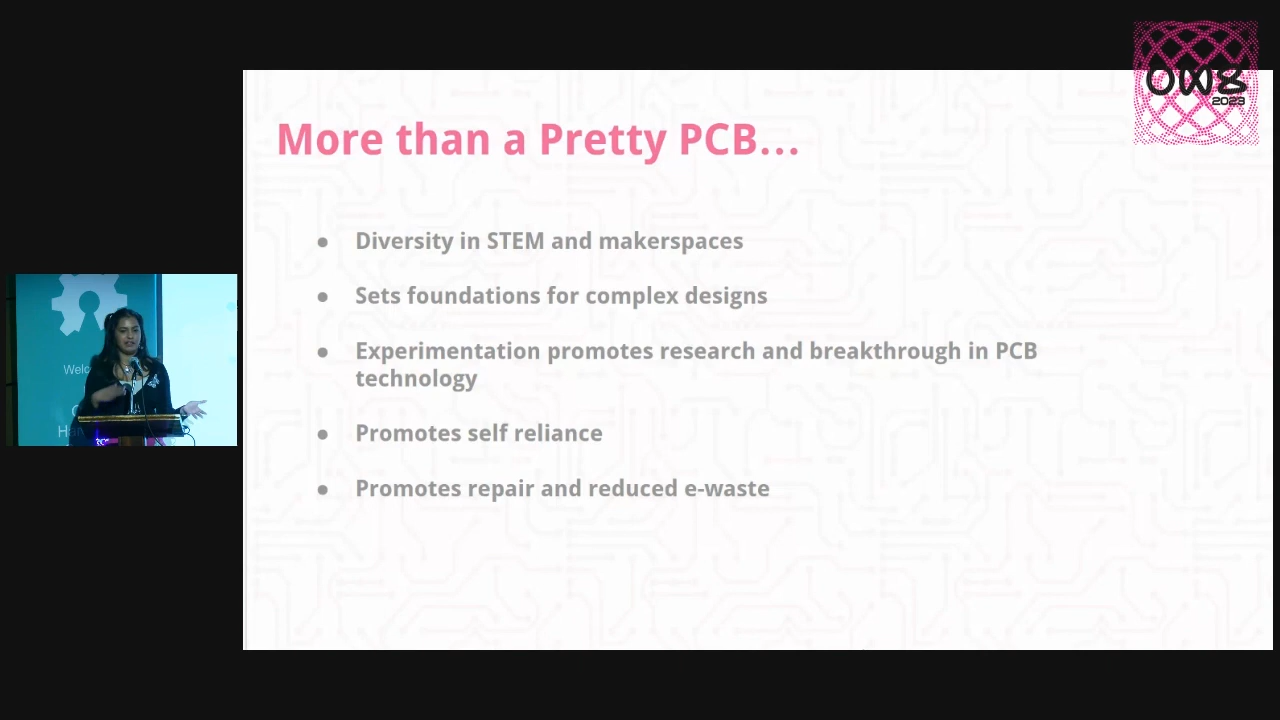 OWS
2023
More than a Pretty PCB...
● Diversity in STEM and makerspaces
● Sets foundations for complex designs
● Experimentation promotes research and breakthrough in PCB
technology
● Promotes self reliance
● Promotes repair and reduced e-waste